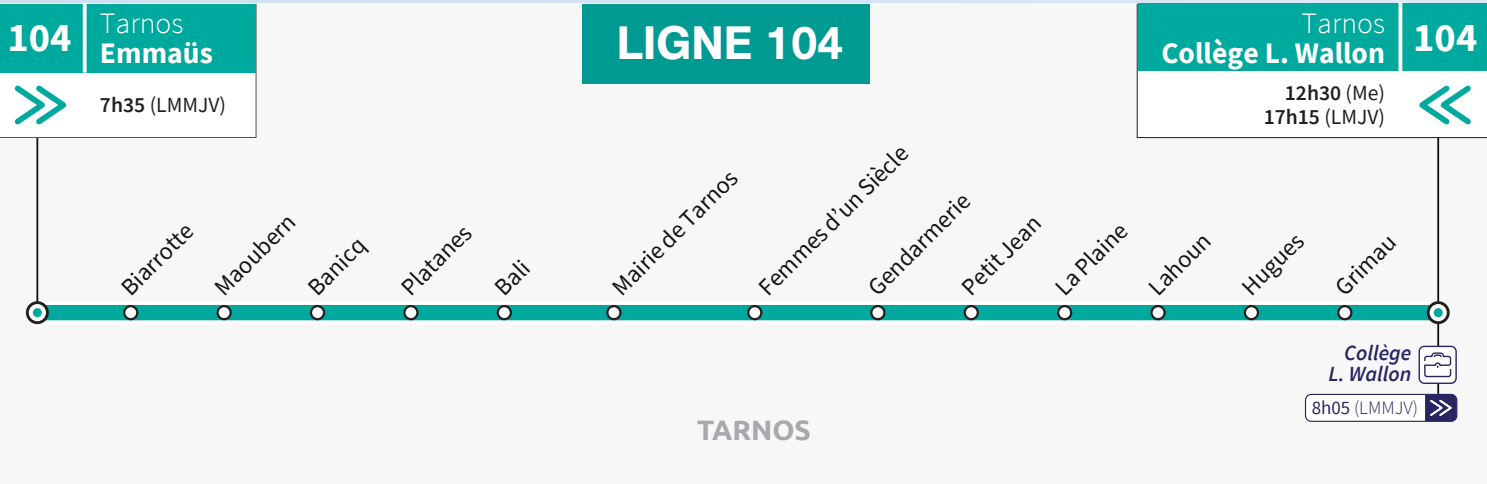 104
Tarnos
Emmaüs
7h35 (LMMJV)
LIGNE 104
Tarnos
Collège L. Wallon
104
12h30 (Me)
17h15 (LMJV)
Biarrotte
Maoubern
Banicq
Platanes
Bali
Mairie de Tarnos
Femmes d'un Siècle
Gendarmerie
Petit Jean
La Plaine
Lahoun
Hugues
Grimau
Collège
L. Wallon
8h05 (LMMJV)
TARNOS